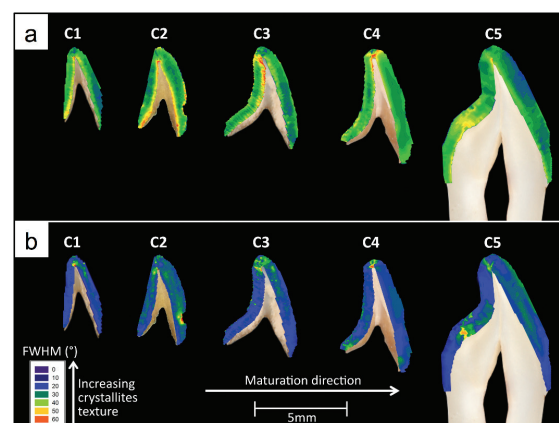 a
C1 C2 C3 C4 C5
b
C1 C2 C3 C4 C5
FWHM (°)
0
10
20
30
40
50
60
Increasing
crystallites
texture
Maturation direction
5mm